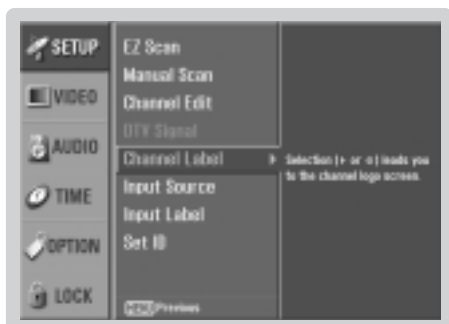 SETUP
VIDEO
AUDIO
TIME
OPTION
LOCK
EZ Scan
Manual Scan
Channel Edit
DTV Signal
Channel Label
Input Source
Input Label
Set ID
MENU Previous
Selection (► or ◄) leads you
to the channel logo screen.